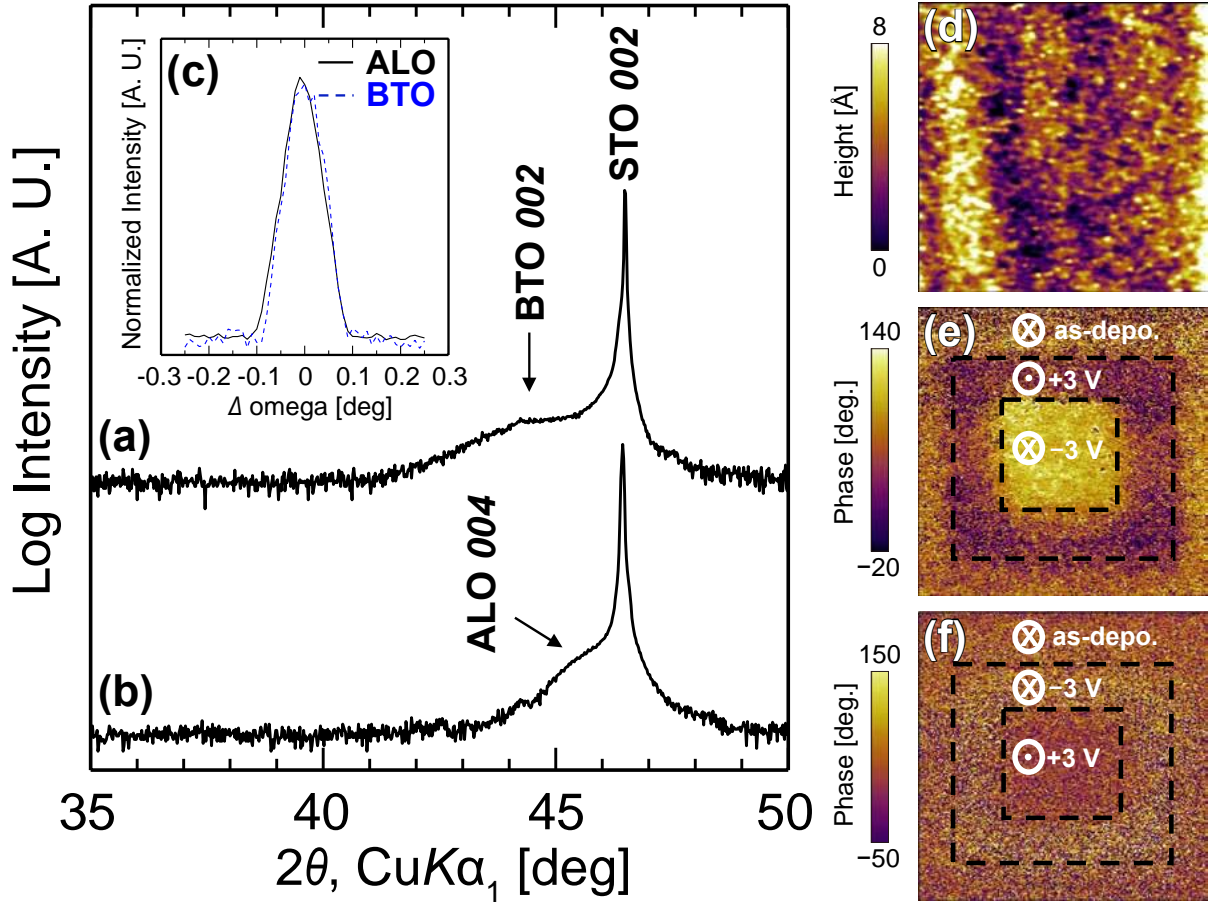 Log Intensity [A. U.]
(a)
(b)
BTO 002
STO 002
ALO 004
35
40
45
50
2θ, CuKα1 [deg]
(c)
ALO
BTO
Normalized Intensity [A. U.]
-0.3
-0.2
-0.1
0
0.1
0.2
0.3
Δ omega [deg]
(d)
8
Height [Å]
0
(e)
140
Phase [deg.]
−20
as-depo.
+3 V
−3 V
(f)
150
Phase [deg.]
−50
as-depo.
−3 V
+3 V